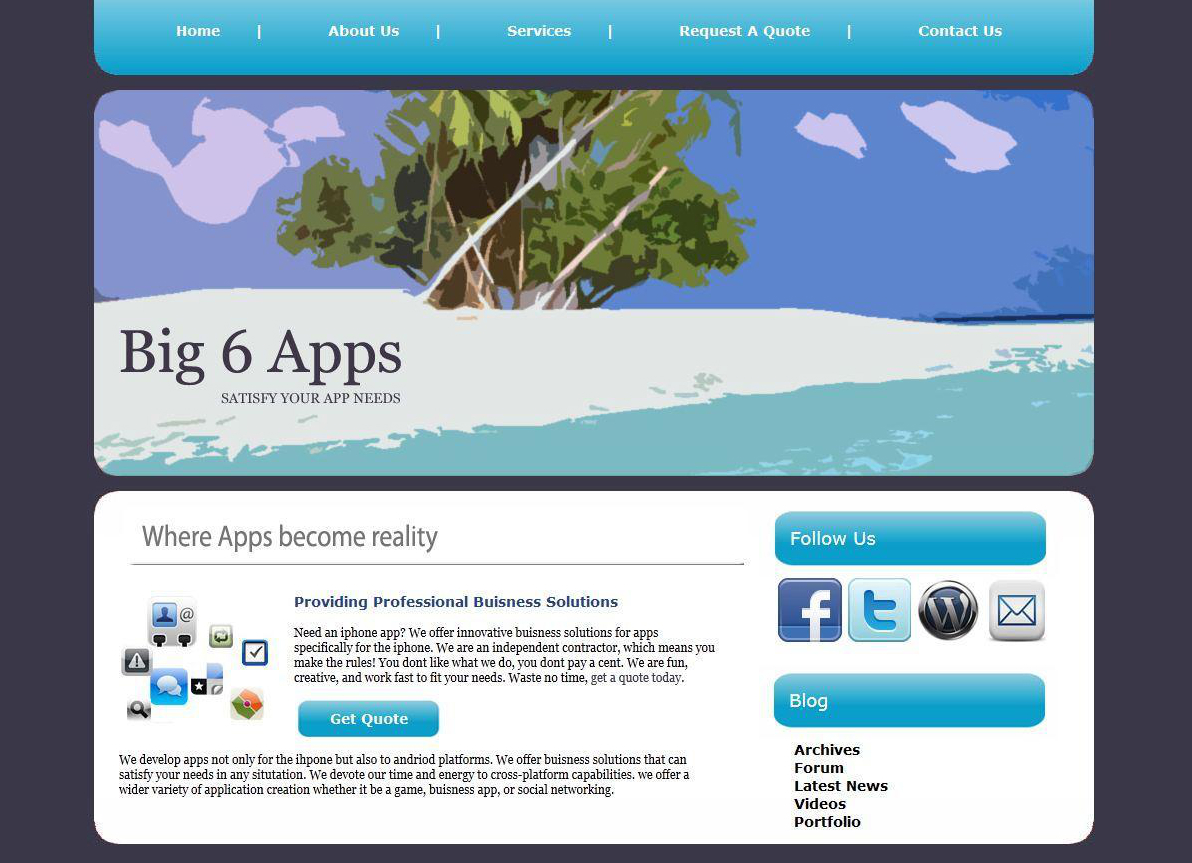 Home | About Us | Services | Request A Quote | Contact Us
Big 6 Apps
SATISFY YOUR APP NEEDS
Where Apps become reality
Providing Professional Buisness Solutions
Need an iphone app? We offer innovative buisness solutions for apps
specifically for the iphone. We are an independent contractor, which means you
make the rules! You dont like what we do, you dont pay a cent. We are fun,
creative, and work fast to fit your needs. Waste no time, get a quote today.
Get Quote
We develop apps not only for the ihpone but also to andriod platforms. We offer buisness solutions that can
satisfy your needs in any situtation. We devote our time and energy to cross-platform capabilities. we offer a
wider variety of application creation whether it be a game, buisness app, or social networking.
Follow Us
Blog
Archives
Forum
Latest News
Videos
Portfolio